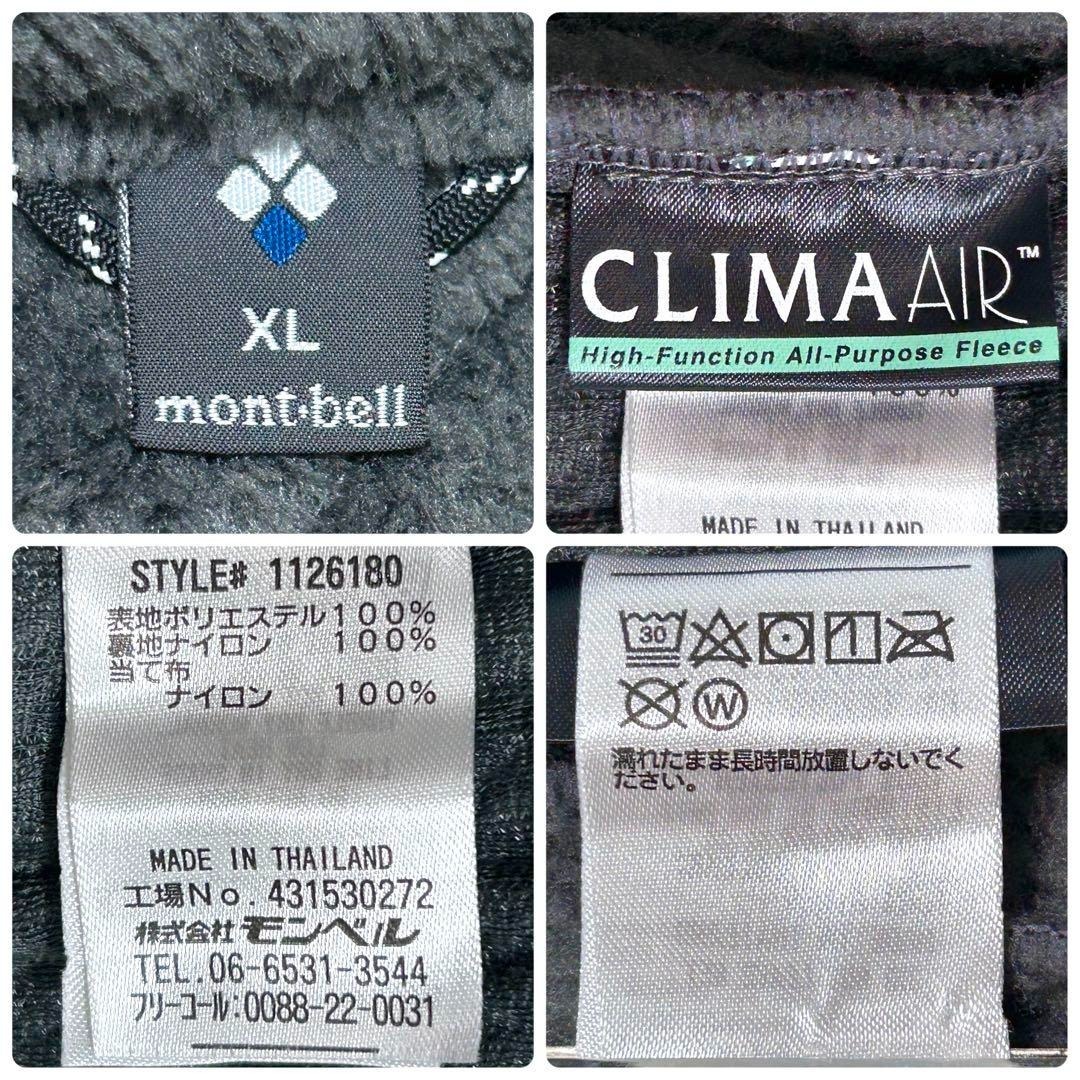 XL
mont·bell
CLIMAAIR™
High-Function All-Purpose Fleece
100%
MADE IN THAILAND
STYLE# 1126180
表地ポリエステル100%
裏地ナイロン 100%
当て布
ナイロン 100%
MADE IN THAILAND
工場No. 431530272
株式会社モンベル
TEL. 06-6531-3544
フリーコール:0088-22-0031
30
W
濡れたまま長時間放置しないでく
ださい。